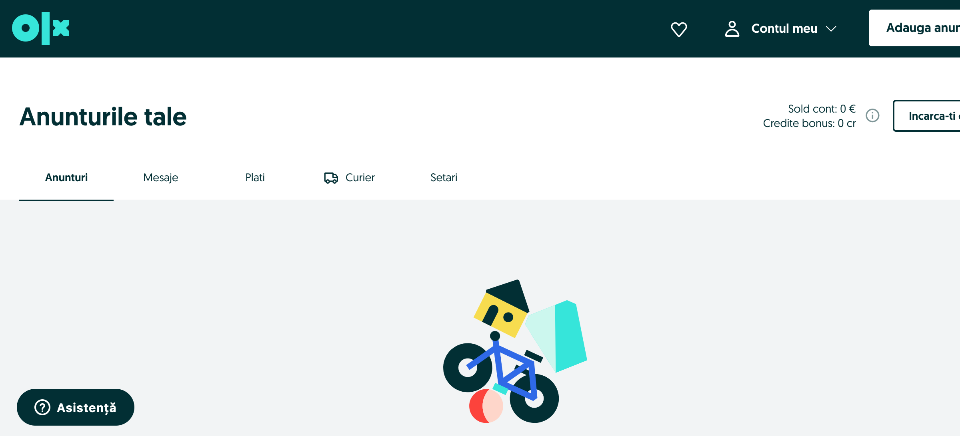 olx
Contul meu
Adauga anun
Anunturile tale
Sold cont: 0 €
Credite bonus: 0 cr
Incarca-ti
Anunturi
Mesaje
Plati
Curier
Setari
Asistență